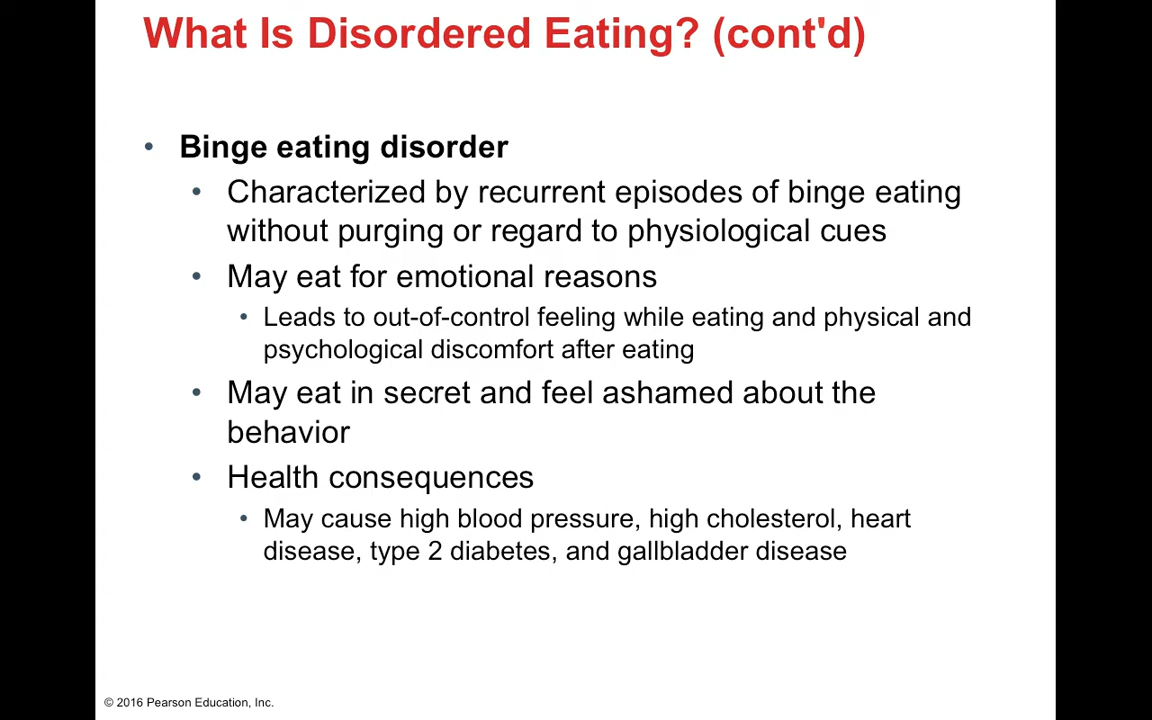 What Is Disordered Eating? (cont'd)
• Binge eating disorder
• Characterized by recurrent episodes of binge eating
without purging or regard to physiological cues
• May eat for emotional reasons
• Leads to out-of-control feeling while eating and physical and
psychological discomfort after eating
• May eat in secret and feel ashamed about the
behavior
• Health consequences
• May cause high blood pressure, high cholesterol, heart
disease, type 2 diabetes, and gallbladder disease
© 2016 Pearson Education, Inc.